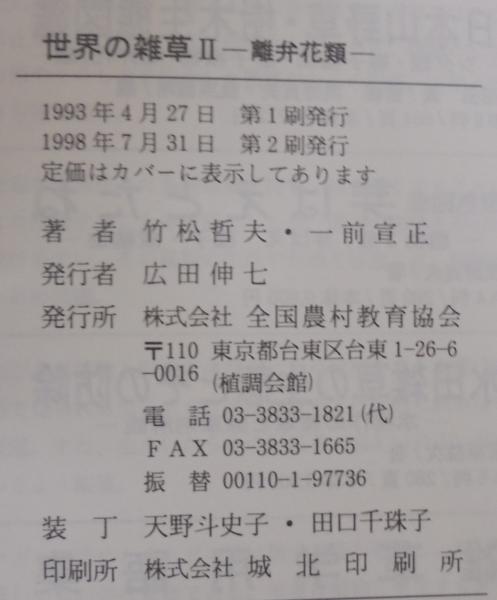 世界の雑草Ⅱ―離弁花類―
1993年4月27日 第1刷発行
1998年7月31日 第2刷発行
定価はカバーに表示してあります
著者 竹松哲夫・一前宣正
発行者 広田伸七
発行所 株式会社 全国農村教育協会
〒110-0016 東京都台東区台東1-26-6
(植調会館)
電話 03-3833-1821(代)
FAX 03-3833-1665
振替 00110-1-97736
装丁 天野斗史子・田口千珠子
印刷所 株式会社 城北印刷所